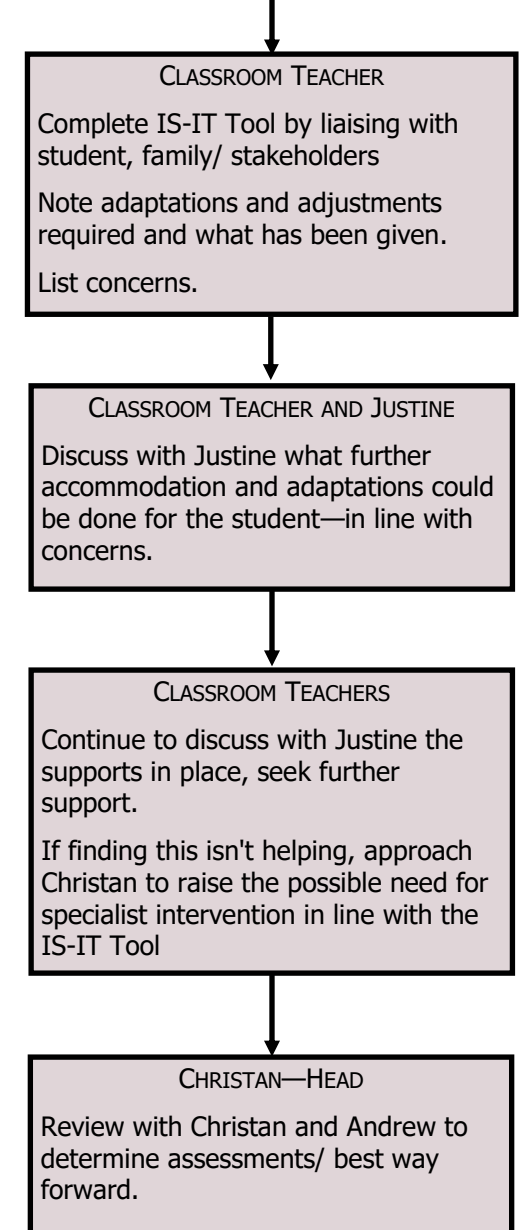 CLASSROOM TEACHER
Complete IS-IT Tool by liaising with
student, family/ stakeholders
Note adaptations and adjustments
required and what has been given.
List concerns.
CLASSROOM TEACHER AND JUSTINE
Discuss with Justine what further
accommodation and adaptations could
be done for the student—in line with
concerns.
CLASSROOM TEACHERS
Continue to discuss with Justine the
supports in place, seek further
support.
If finding this isn't helping, approach
Christan to raise the possible need for
specialist intervention in line with the
IS-IT Tool
CHRISTAN—HEAD
Review with Christan and Andrew to
determine assessments/ best way
forward.